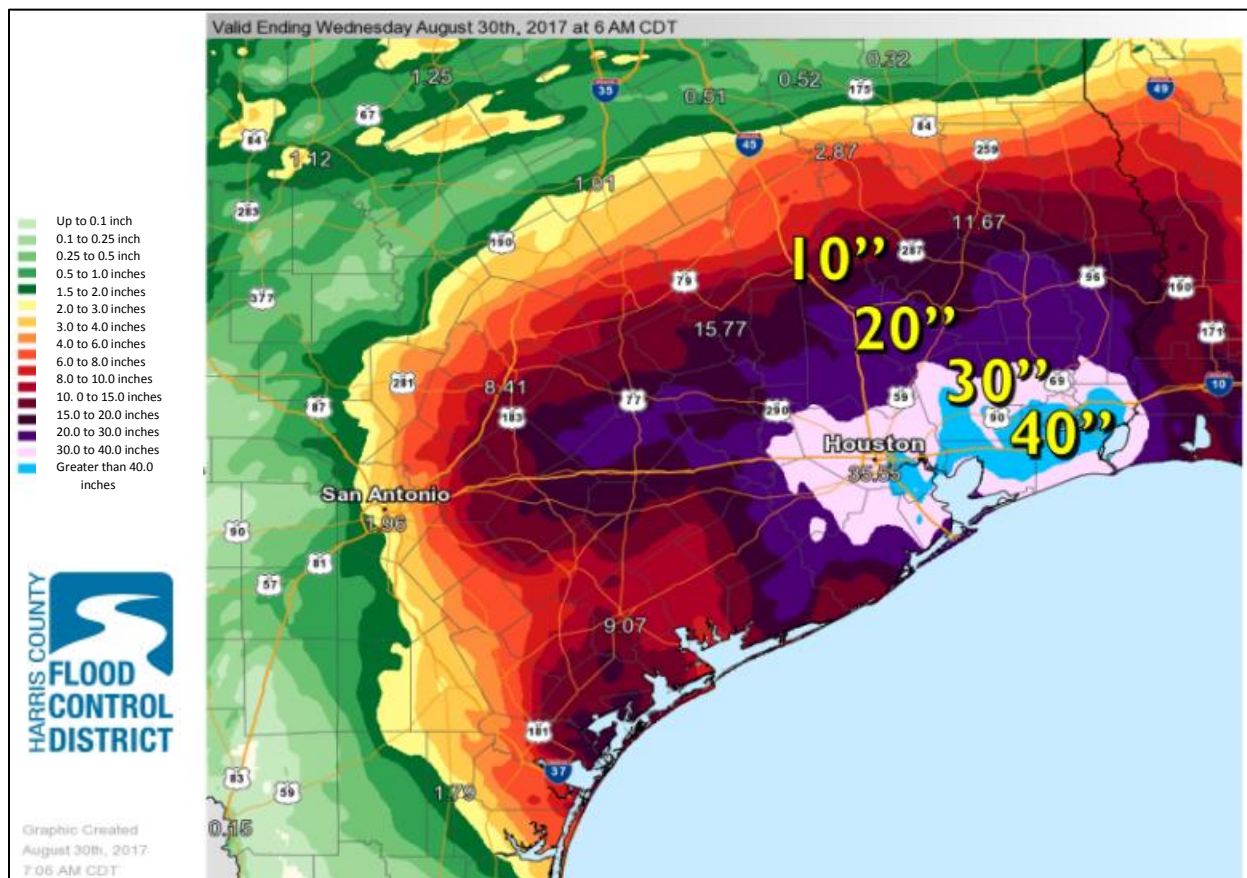 Valid Ending Wednesday August 30th, 2017 at 6 AM CDT
0.32
1.25
0.52
35
175
49
0.51
67
84
84
45
259
1.12
2.87
1.91
283
11.67
190
10”
287
79
96
190
377
20”
15.77
171
30”
69
281
8.41
10
77
59
87
183
290
90
40”
Houston
35.55
San Antonio
1.96
90
81
57
9.07
181
37
83
59
1.79
0.15
Up to 0.1 inch
0.1 to 0.25 inch
0.25 to 0.5 inch
0.5 to 1.0 inches
1.5 to 2.0 inches
2.0 to 3.0 inches
3.0 to 4.0 inches
4.0 to 6.0 inches
6.0 to 8.0 inches
8.0 to 10.0 inches
10. 0 to 15.0 inches
15.0 to 20.0 inches
20.0 to 30.0 inches
30.0 to 40.0 inches
Greater than 40.0
inches
HARRIS COUNTY
FLOOD
CONTROL
DISTRICT
Graphic Created
August 30th, 2017
7:06 AM CDT